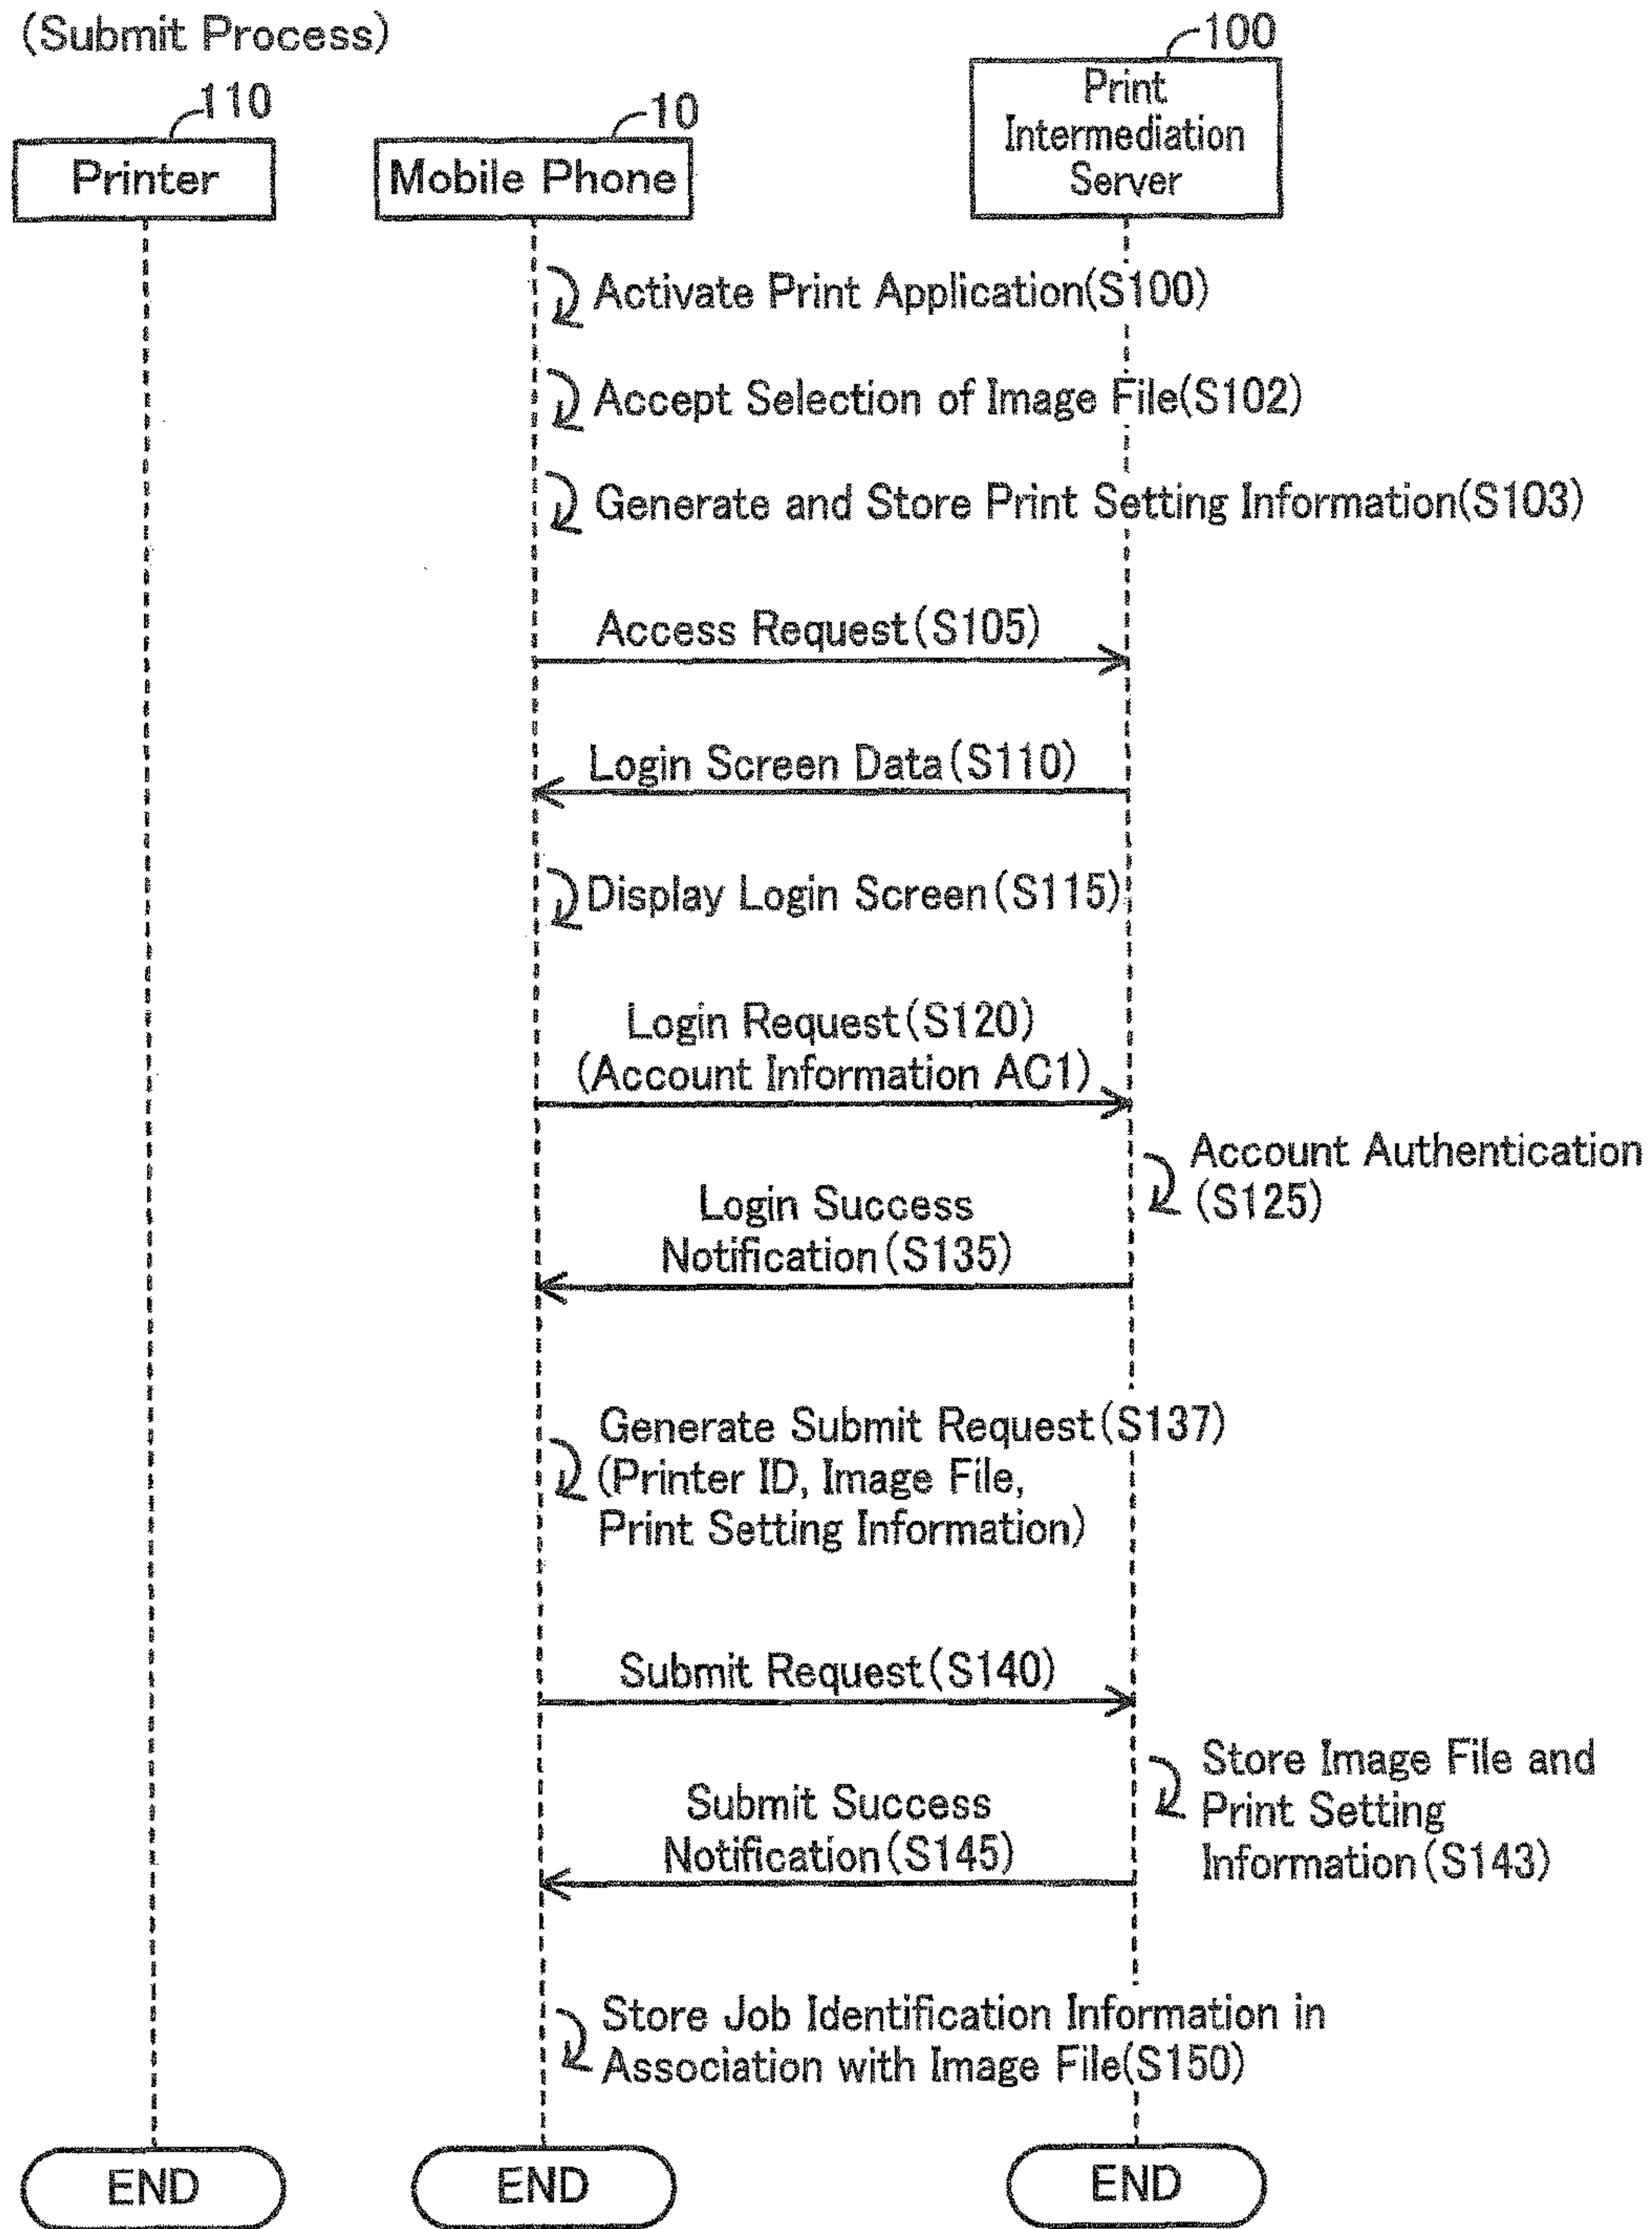 (Submit Process)
100
110
10
Print
Intermediation
Server
Printer
Mobile Phone
Activate Print Application(S100)
Accept Selection of Image File(S102)
Generate and Store Print Setting Information(S103)
Access Request(S105)
Login Screen Data(S110)
Display Login Screen(S115)
Login Request(S120)
(Account Information AC1)
Account Authentication
(S125)
Login Success
Notification(S135)
Generate Submit Request(S137)
(Printer ID, Image File,
Print Setting Information)
Submit Request(S140)
Store Image File and
Print Setting
Information(S143)
Submit Success
Notification(S145)
Store Job Identification Information in
Association with Image File(S150)
END
END
END